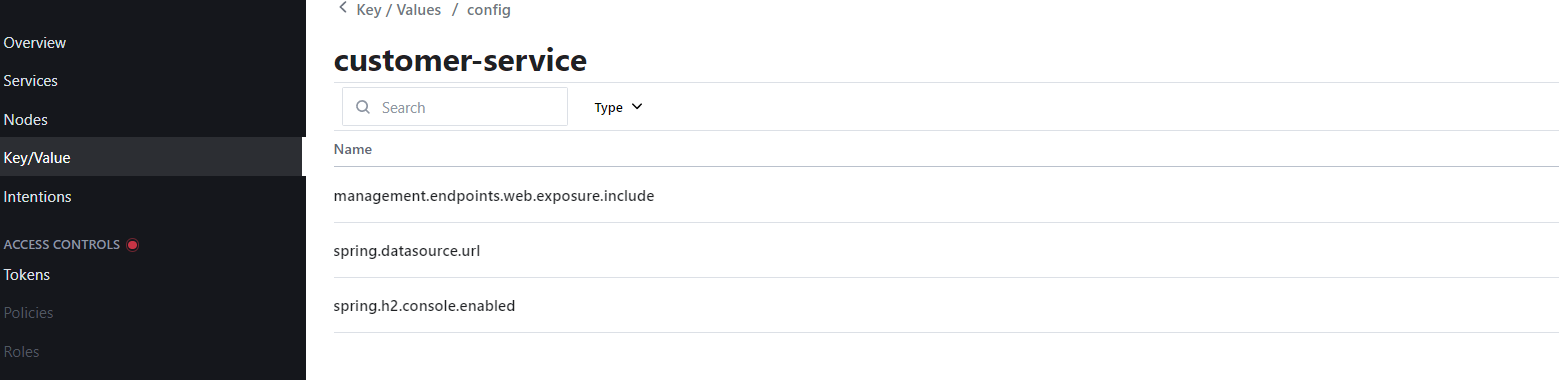 Overview
Services
Nodes
Key/Value
Intentions
ACCESS CONTROLS
Tokens
Policies
Roles
Key / Values / config
customer-service
Search
Type
Name
management.endpoints.web.exposure.include
spring.datasource.url
spring.h2.console.enabled